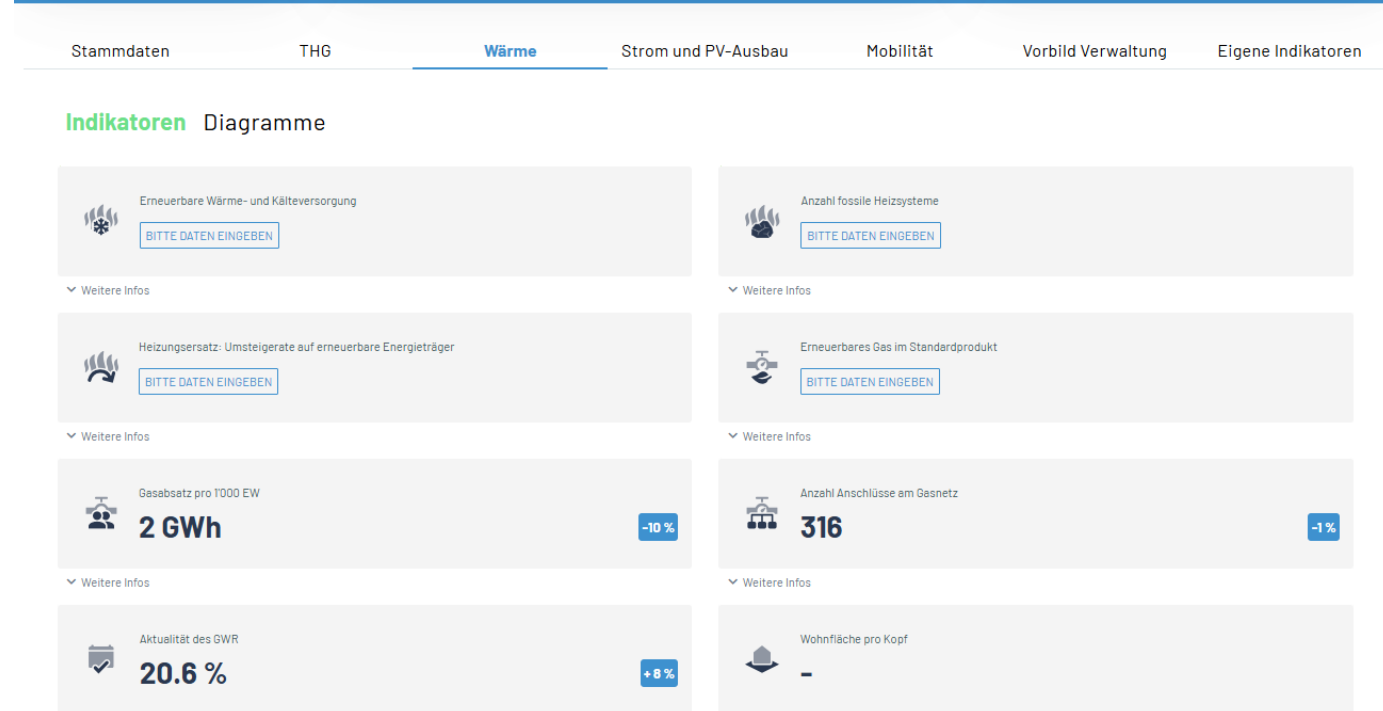 Stammdaten THG Wärme Strom und PV-Ausbau Mobilität Vorbild Verwaltung Eigene Indikatoren
Indikatoren Diagramme
Erneuerbare Wärme- und Kälteversorgung
BITTE DATEN EINGEBEN
Weitere Infos
Anzahl fossile Heizsysteme
BITTE DATEN EINGEBEN
Weitere Infos
Heizungsersatz: Umsteigerate auf erneuerbare Energieträger
BITTE DATEN EINGEBEN
Weitere Infos
Erneuerbares Gas im Standardprodukt
BITTE DATEN EINGEBEN
Weitere Infos
Gasabsatz pro 1'000 EW
2 GWh -10 %
Weitere Infos
Anzahl Anschlüsse am Gasnetz
316 -1 %
Weitere Infos
Aktualität des GWR
20.6 % +8 %
Wohnfläche pro Kopf
-